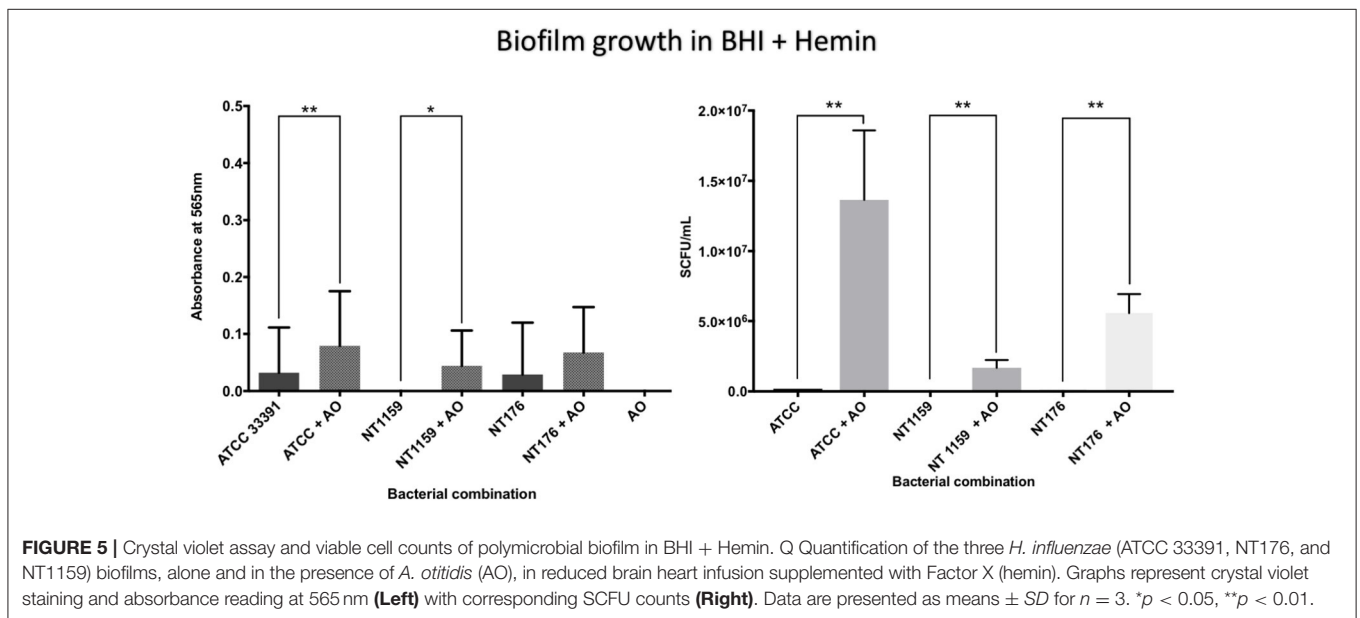 Biofilm growth in BHI + Hemin
Absorbance at 565nm
0.5
0.4
0.3
0.2
0.1
0.0
**
*
ATCC 33391
ATCC + AO
NT1159
NT1159 + AO
NT176
NT176 + AO
AO
Bacterial combination
SCFU/mL
2.0×10⁷
1.5×10⁷
1.0×10⁷
5.0×10⁶
0.0
**
**
**
ATCC
ATCC + AO
NT1159
NT 1159 + AO
NT176
NT176 + AO
Bacterial combination
FIGURE 5 | Crystal violet assay and viable cell counts of polymicrobial biofilm in BHI + Hemin. Q Quantification of the three H. influenzae (ATCC 33391, NT176, and
NT1159) biofilms, alone and in the presence of A. otitidis (AO), in reduced brain heart infusion supplemented with Factor X (hemin). Graphs represent crystal violet
staining and absorbance reading at 565 nm (Left) with corresponding SCFU counts (Right). Data are presented as means ± SD for n = 3. *p < 0.05, **p < 0.01.